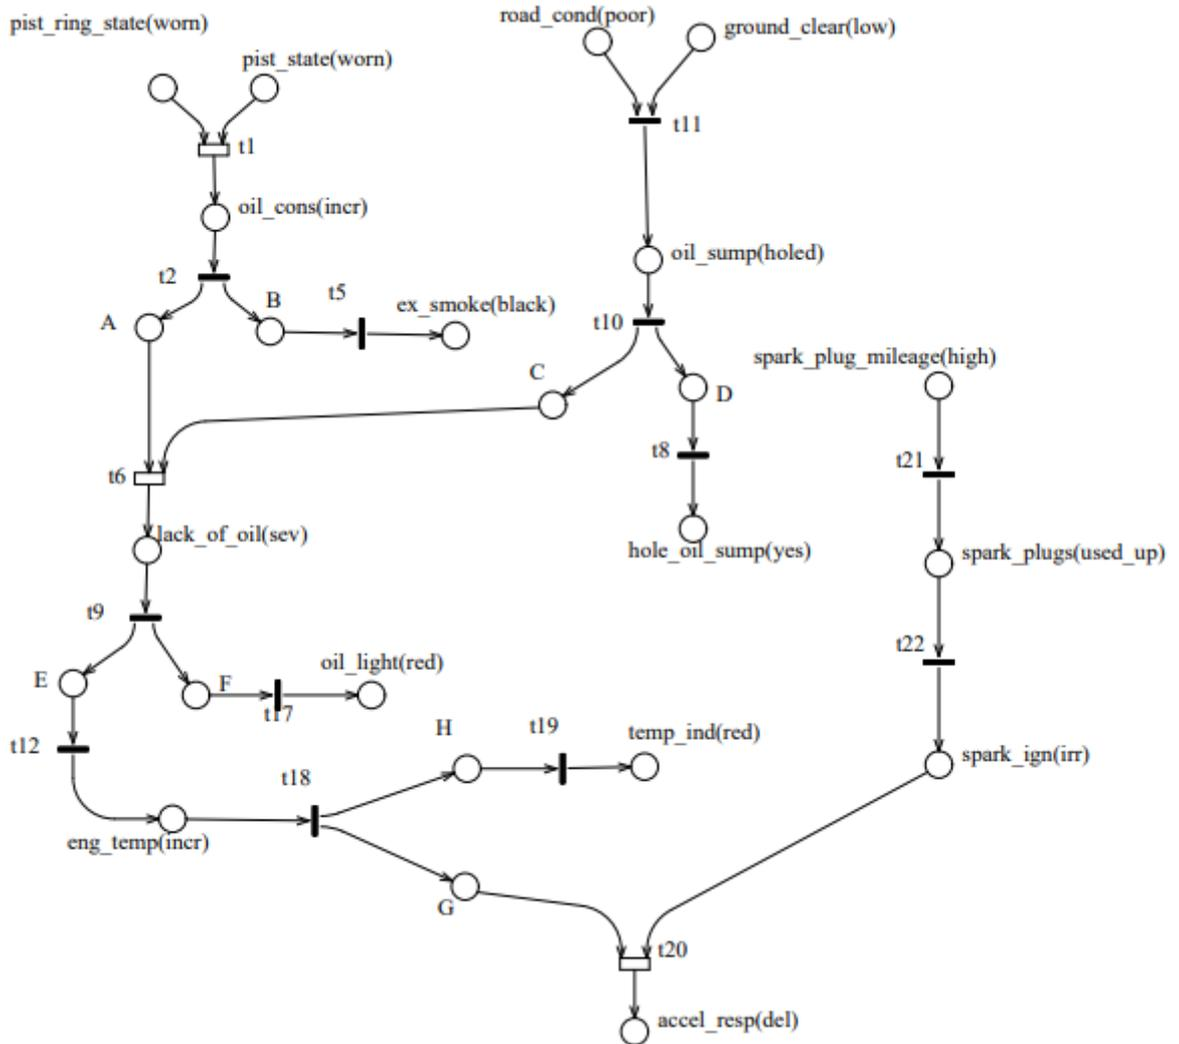 road_cond(poor)
pist_ring_state(worn)
ground_clear(low)
pist_state(worn)
t11
t1
oil_cons(incr)
oil_sump(holed)
t2
B
t5
ex_smoke(black)
A
t10
spark_plug_mileage(high)
C
D
t8
t21
t6
lack_of_oil(sev)
hole_oil_sump(yes)
spark_plugs(used_up)
t9
t22
oil_light(red)
E
F
t17
H
t19
temp_ind(red)
t12
spark_ign(irr)
t18
eng_temp(incr)
G
t20
accel_resp(del)